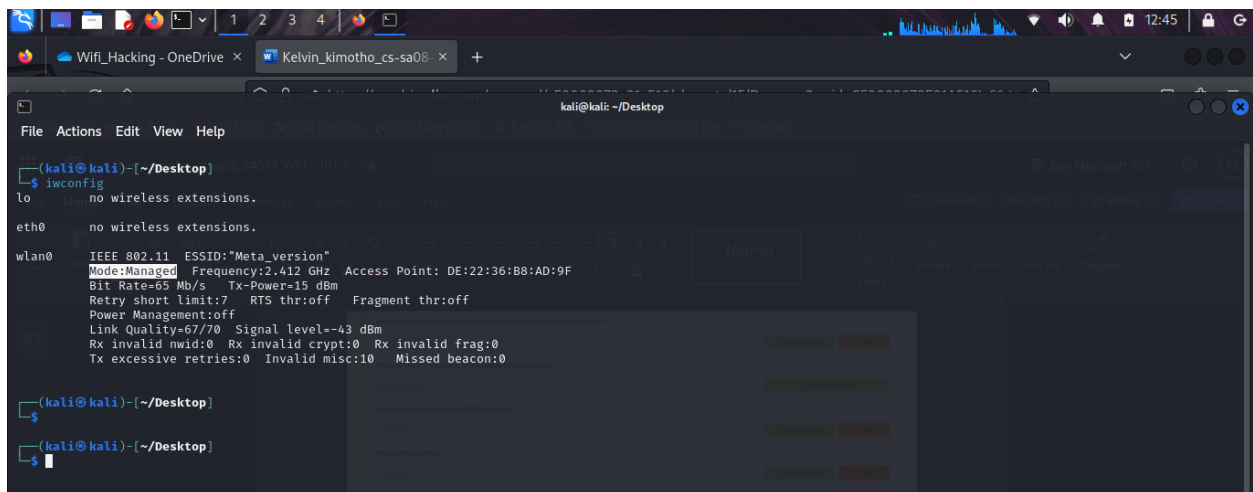 1 2 3 4 12:45
Wifi_Hacking - OneDrive × Kelvin_kimotho_cs-sa08- × +
kali@kali: ~/Desktop
File Actions Edit View Help
(kali㉿kali)-[~/Desktop]
$ iwconfig
lo no wireless extensions.
eth0 no wireless extensions.
wlan0 IEEE 802.11 ESSID:"Meta_version"
Mode:Managed Frequency:2.412 GHz Access Point: DE:22:36:B8:AD:9F
Bit Rate=65 Mb/s Tx-Power=15 dBm
Retry short limit:7 RTS thr:off Fragment thr:off
Power Management:off
Link Quality=67/70 Signal level=-43 dBm
Rx invalid nwid:0 Rx invalid crypt:0 Rx invalid frag:0
Tx excessive retries:0 Invalid misc:10 Missed beacon:0
(kali㉿kali)-[~/Desktop]
$
(kali㉿kali)-[~/Desktop]
$